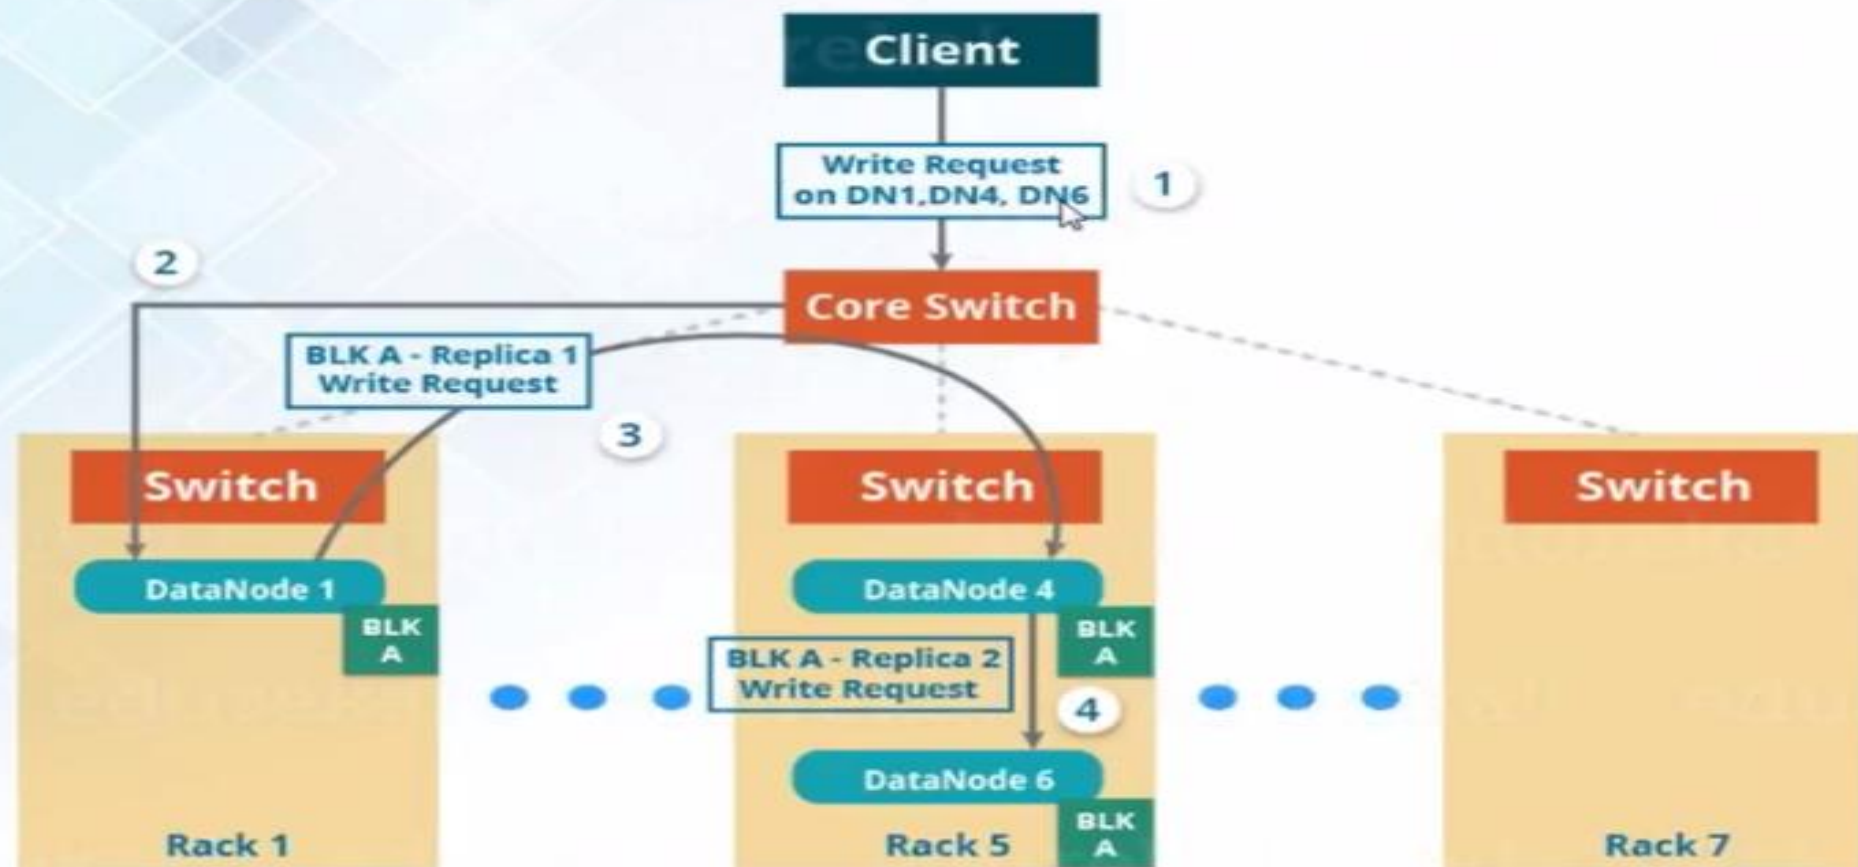 Client
Write Request
on DN1,DN4, DN6
1
2
Core Switch
BLK A - Replica 1
Write Request
3
Switch
Switch
Switch
DataNode 1
DataNode 4
BLK
A
BLK
A
BLK A - Replica 2
Write Request
4
DataNode 6
BLK
A
Rack 1
Rack 5
Rack 7